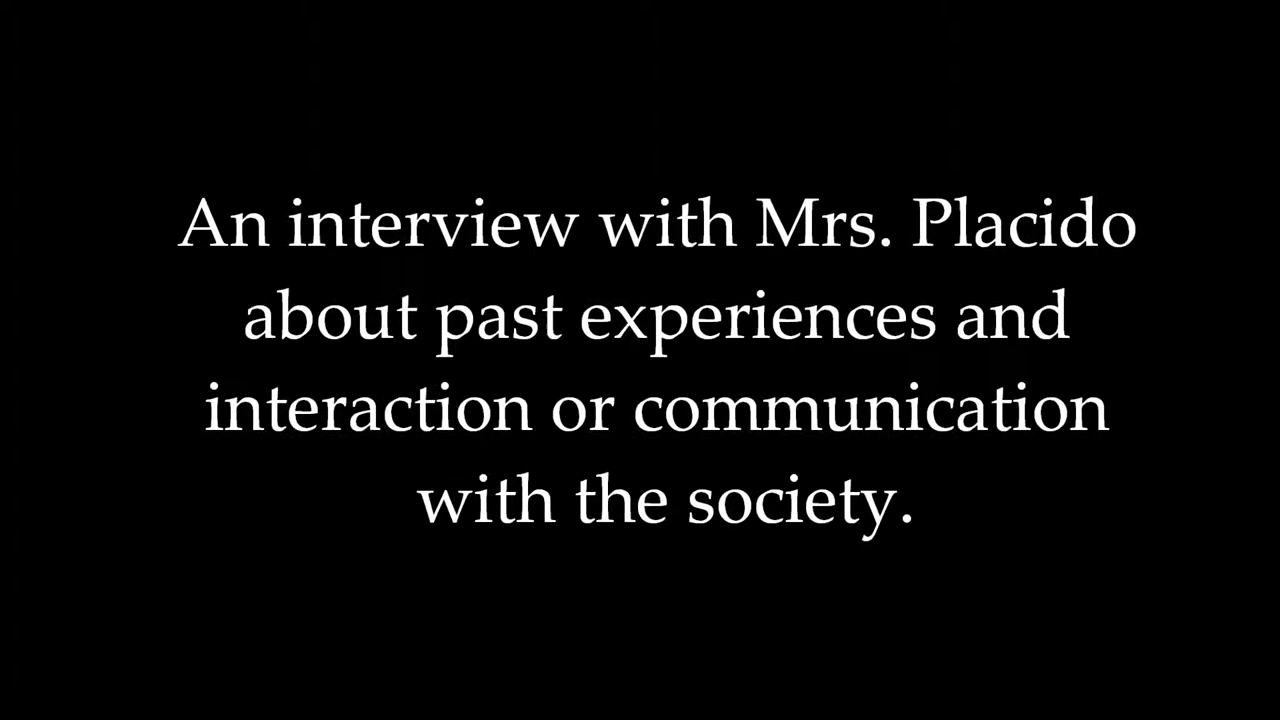 An interview with Mrs. Placido
about past experiences and
interaction or communication
with the society.